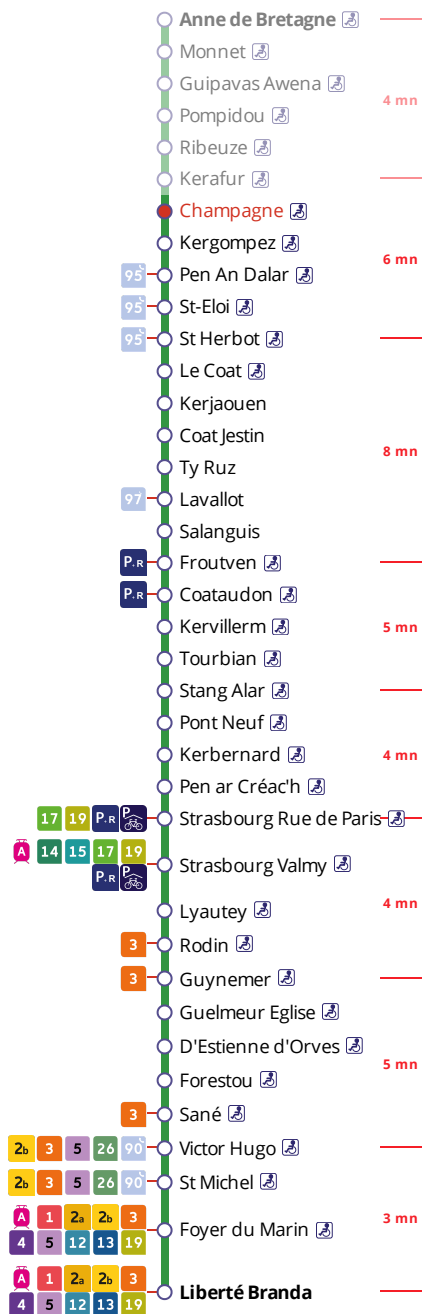 Anne de Bretagne
Monnet
Guipavas Awena
4 mn
Pompidou
Ribeuze
Kerafur
Champagne
Kergompez
6 mn
95 Pen An Dalar
95 St-Eloi
95 St Herbot
Le Coat
Kerjaouen
Coat Jestin
8 mn
Ty Ruz
97 Lavallot
Salanguis
P+R Froutven
P+R Coataudon
Kervillerm
5 mn
Tourbian
Stang Alar
Pont Neuf
Kerbernard
4 mn
Pen ar Créac'h
17 19 P+R P Strasbourg Rue de Paris
A 14 15 17 19
P+R P Strasbourg Valmy
4 mn
Lyautey
3 Rodin
3 Guynemer
Guelmeur Eglise
D'Estienne d'Orves
5 mn
Forestou
3 Sané
2b 3 5 26 90 Victor Hugo
2b 3 5 26 90 St Michel
3 mn
A 1 2a 2b 3
4 5 12 13 19 Foyer du Marin
A 1 2a 2b 3
4 5 12 13 19 Liberté Branda